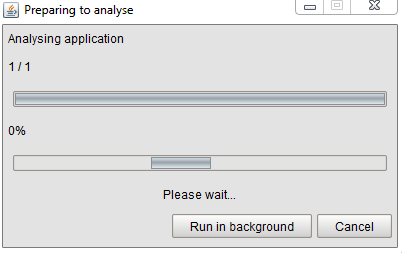 Preparing to analyse
Analysing application
1 / 1
0%
Please wait...
Run in background Cancel